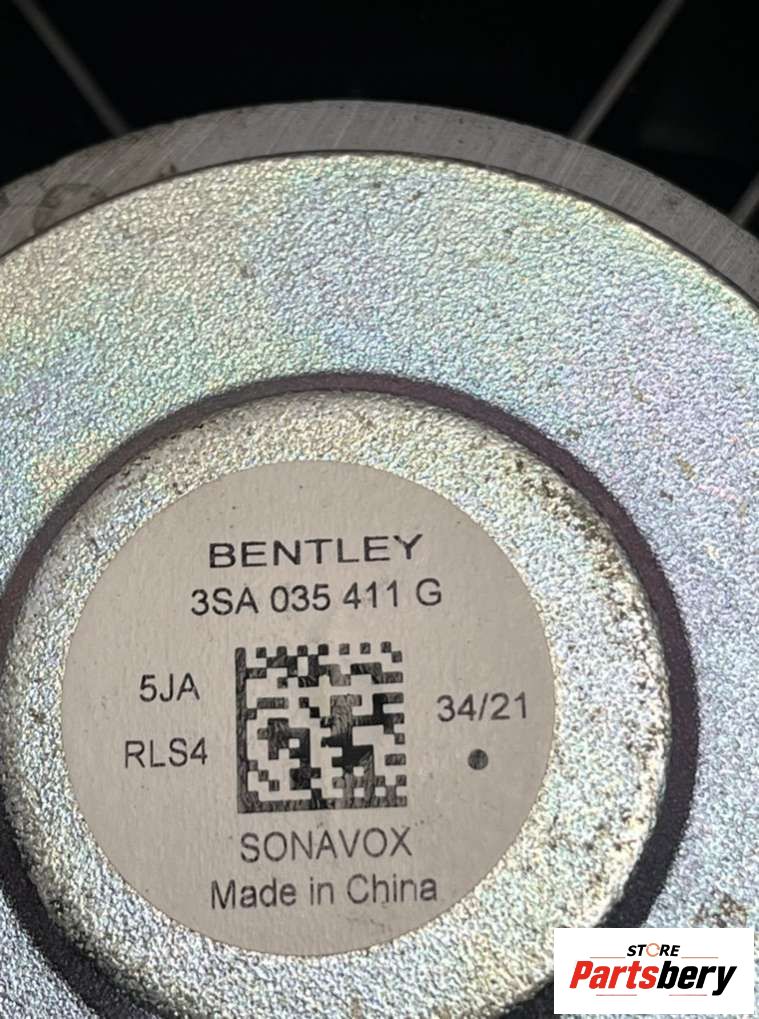 BENTLEY
3SA 035 411 G
5JA
34/21
RLS4
SONAVOX
Made in China
STORE
Partsbery